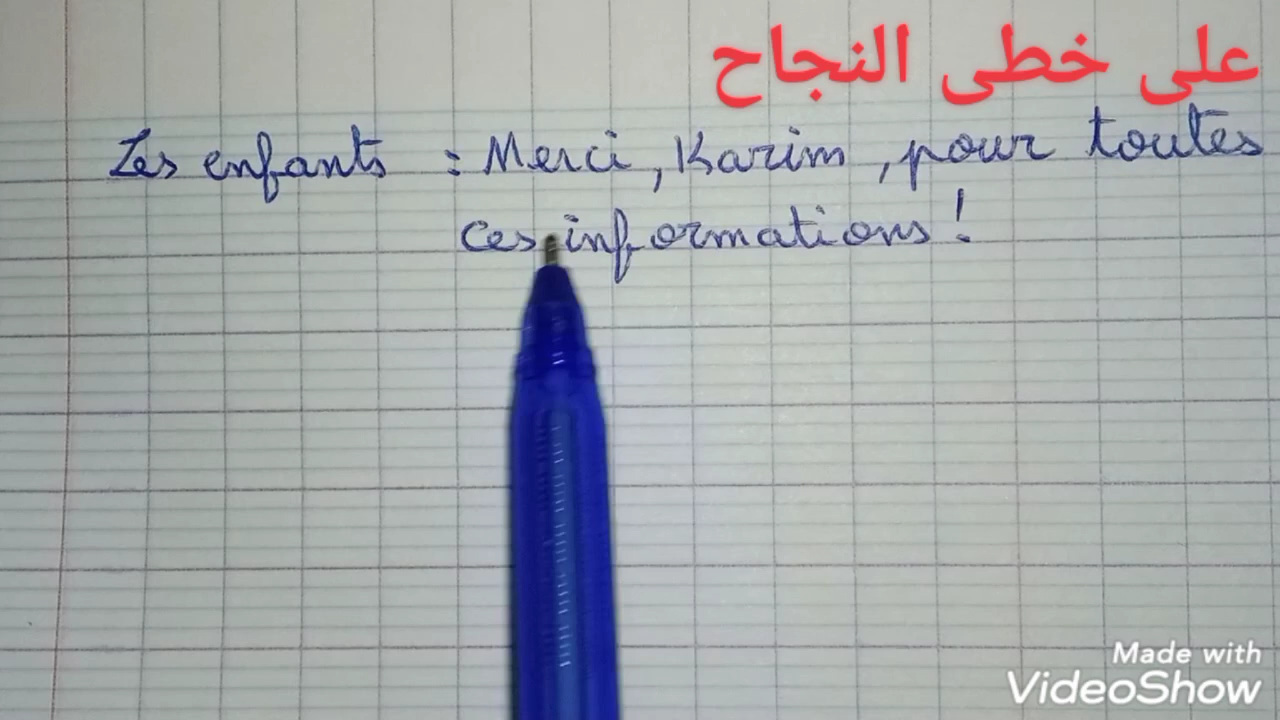 على خطى النجاح
Les enfants : Merci, Karim, pour toutes
ces informations !
Made with
VideoShow